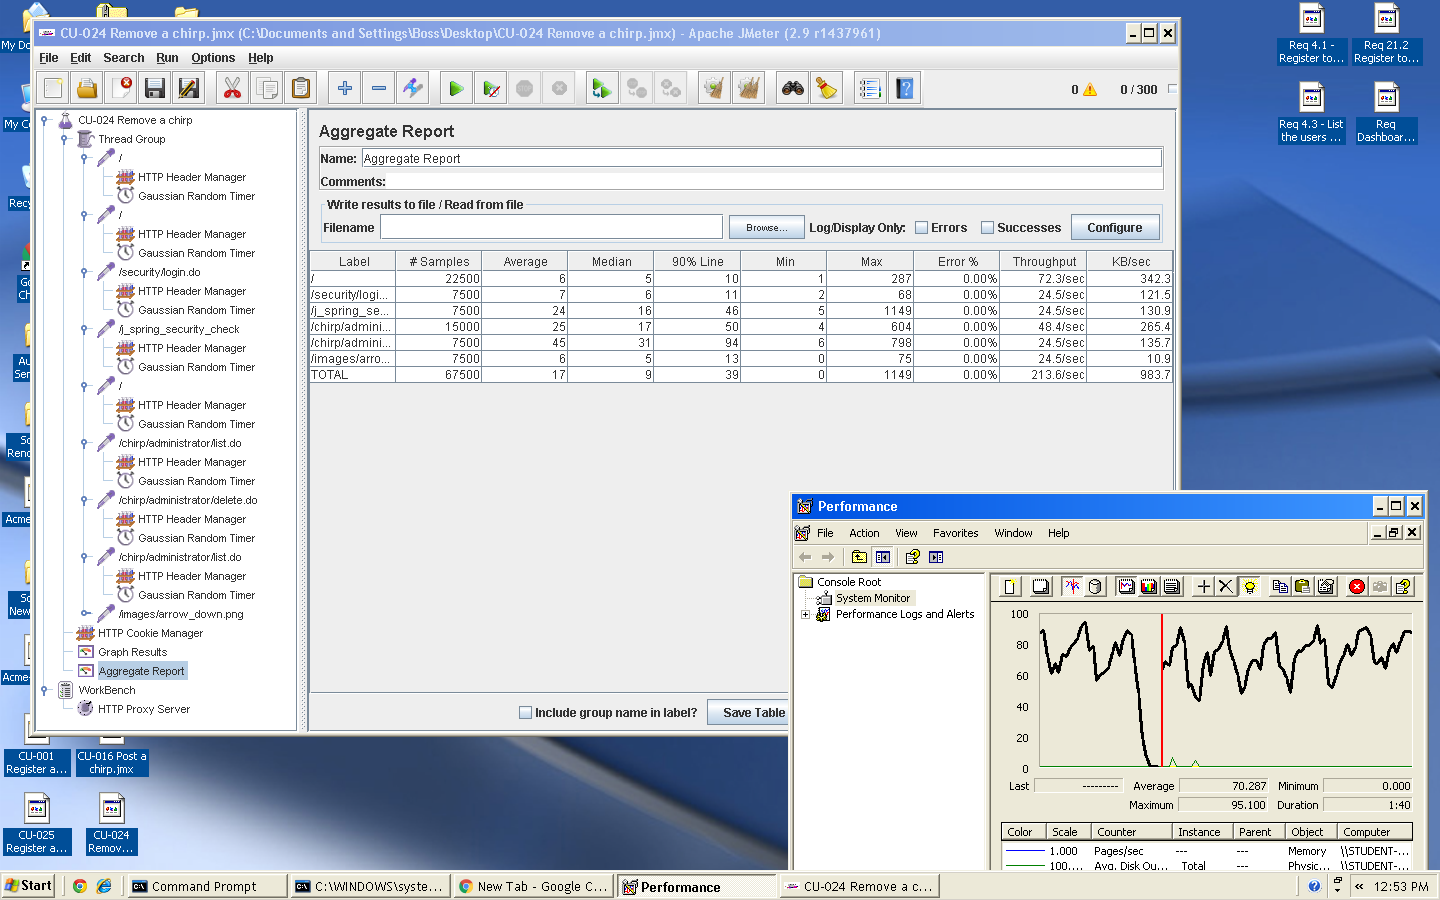 CU-024 Remove a chirp.jmx (C:\Documents and Settings\Boss\Desktop\CU-024 Remove a chirp.jmx) - Apache JMeter (2.9 r1437961)
File Edit Search Run Options Help
0 0 / 300
CU-024 Remove a chirp
Thread Group
/
HTTP Header Manager
Gaussian Random Timer
/
HTTP Header Manager
Gaussian Random Timer
/security/login.do
HTTP Header Manager
Gaussian Random Timer
/j_spring_security_check
HTTP Header Manager
Gaussian Random Timer
/
HTTP Header Manager
Gaussian Random Timer
/chirp/administrator/list.do
HTTP Header Manager
Gaussian Random Timer
/chirp/administrator/delete.do
HTTP Header Manager
Gaussian Random Timer
/chirp/administrator/list.do
HTTP Header Manager
Gaussian Random Timer
/images/arrow_down.png
HTTP Cookie Manager
Graph Results
Aggregate Report
WorkBench
HTTP Proxy Server
Aggregate Report
Name: Aggregate Report
Comments:
Write results to file / Read from file
Filename Browse... Log/Display Only: Errors Successes Configure
Label # Samples Average Median 90% Line Min Max Error % Throughput KB/sec
/ 22500 6 5 10 1 287 0.00% 72.3/sec 342.3
/security/logi... 7500 7 6 11 2 68 0.00% 24.5/sec 121.5
/j_spring_se... 7500 24 16 46 5 1149 0.00% 24.5/sec 130.9
/chirp/admini... 15000 25 17 50 4 604 0.00% 48.4/sec 265.4
/chirp/admini... 7500 45 31 94 6 798 0.00% 24.5/sec 135.7
/images/arro... 7500 6 5 13 0 75 0.00% 24.5/sec 10.9
TOTAL 67500 17 9 39 0 1149 0.00% 213.6/sec 983.7
Include group name in label? Save Table
Req 4.1 -
Register to...
Req 21.2
Register to...
Req 4.3 - List
the users ...
Req
Dashboar...
Performance
File Action View Favorites Window Help
Console Root
System Monitor
Performance Logs and Alerts
100
80
60
40
20
0
Last --------- Average 70.287 Minimum 0.000
Maximum 95.100 Duration 1:40
Color Scale Counter Instance Parent Object Computer
1.000 Pages/sec --- --- Memory \\STUDENT-...
100.... Avg. Disk Qu... _Total --- Physic... \\STUDENT-...
CU-001
Register a...
CU-016 Post a
chirp.jmx
CU-025
Register a...
CU-024
Remov...
Start Command Prompt C:\WINDOWS\syste... New Tab - Google C... Performance CU-024 Remove a c... « 12:53 PM